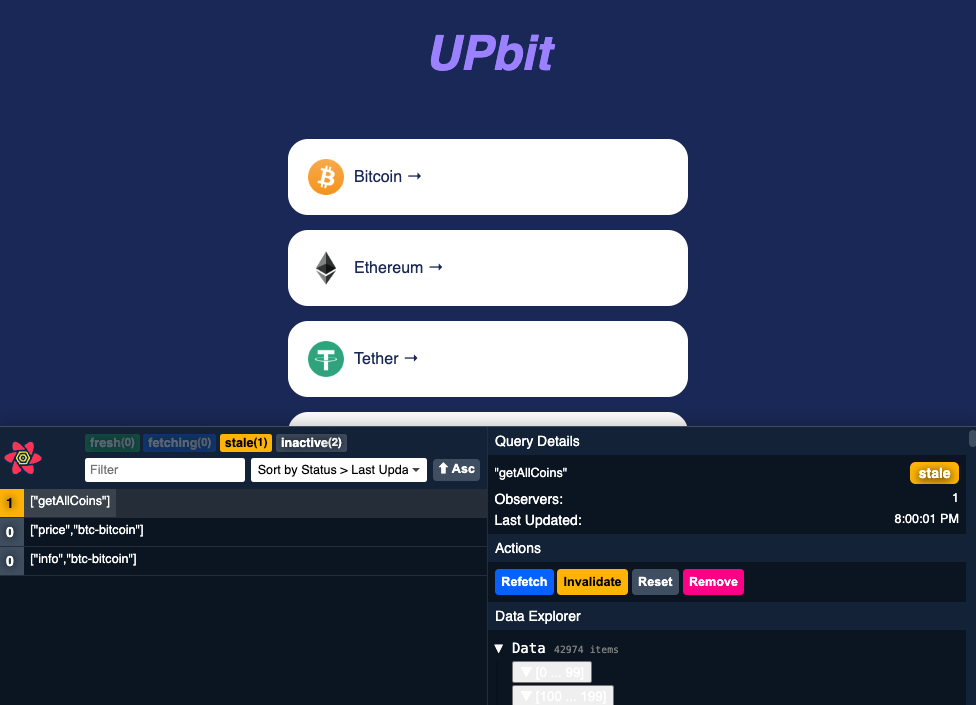 UPbit
Bitcoin →
Ethereum →
Tether →
fresh(0) fetching(0) stale(1) inactive(2)
Filter Sort by Status > Last Upda ⬆ Asc
1 ["getAllCoins"]
0 ["price","btc-bitcoin"]
0 ["info","btc-bitcoin"]
Query Details
"getAllCoins" stale
Observers: 1
Last Updated: 8:00:01 PM
Actions
Refetch Invalidate Reset Remove
Data Explorer
▼ Data 42974 items
▼ [0 ... 99]
▼ [100 ... 199]